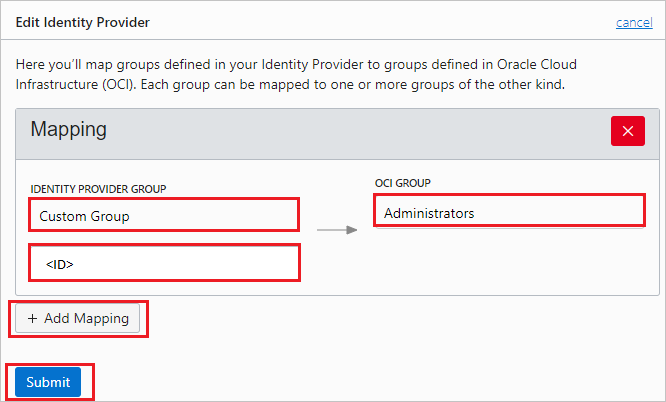 Edit Identity Provider
cancel
Here you'll map groups defined in your Identity Provider to groups defined in Oracle Cloud
Infrastructure (OCI). Each group can be mapped to one or more groups of the other kind.
Mapping
IDENTITY PROVIDER GROUP
OCI GROUP
Custom Group
Administrators
<ID>
+ Add Mapping
Submit